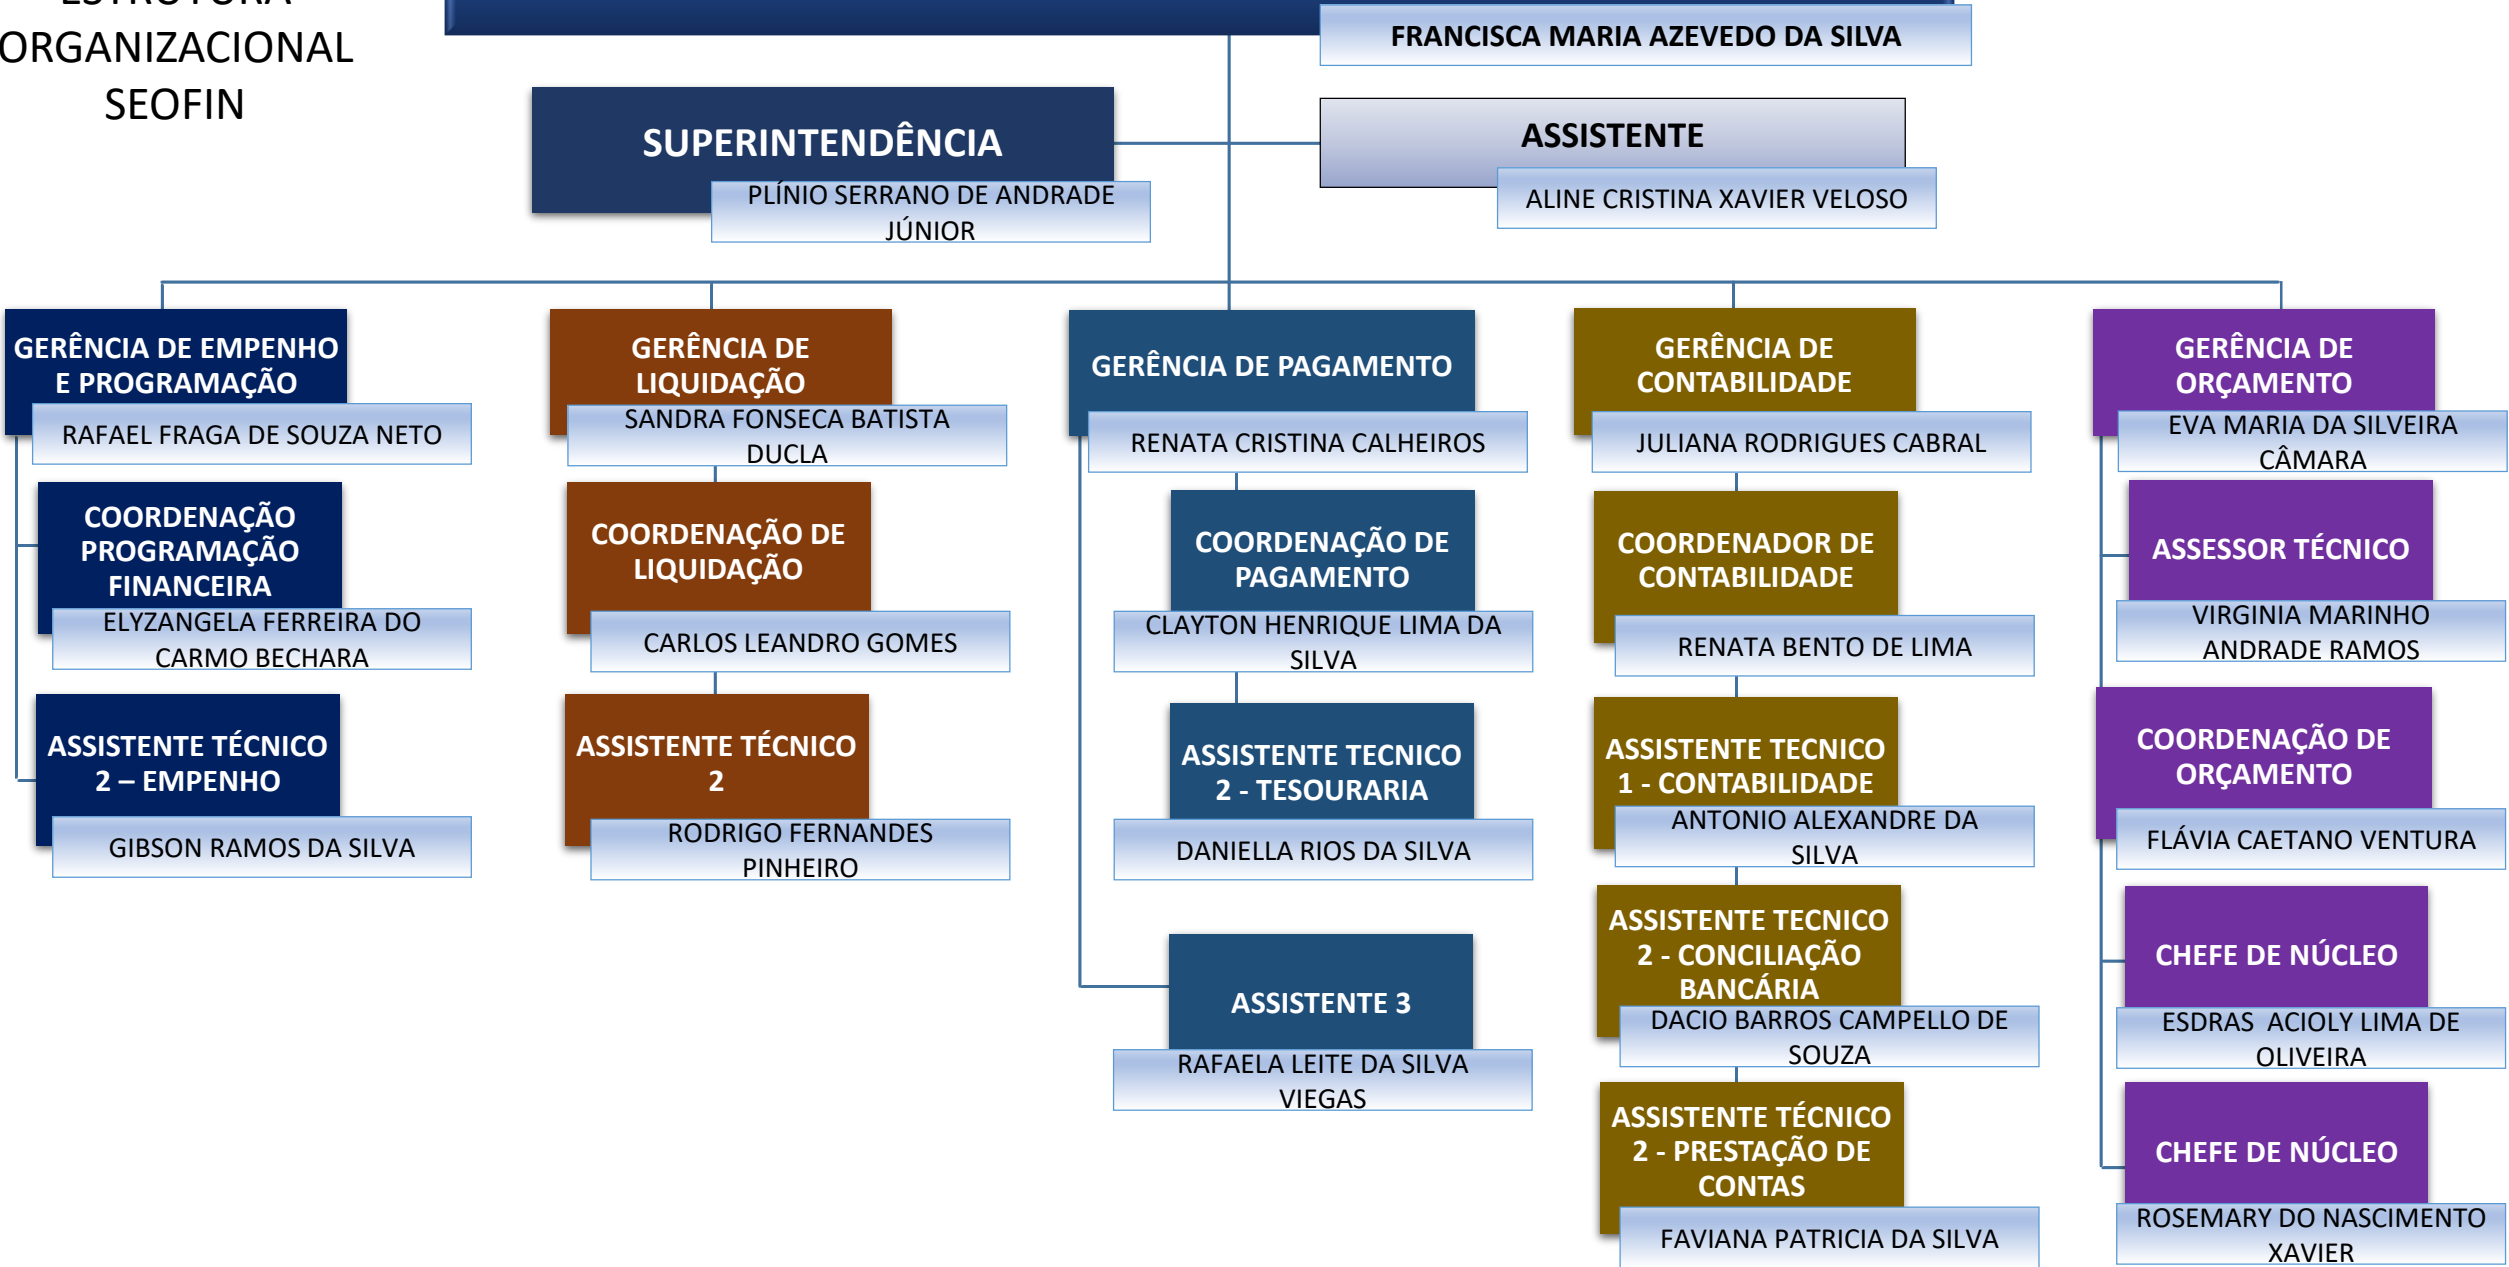 ESTRUTURA
ORGANIZACIONAL
SEOFIN
FRANCISCA MARIA AZEVEDO DA SILVA
SUPERINTENDÊNCIA
PLÍNIO SERRANO DE ANDRADE
JÚNIOR
ASSISTENTE
ALINE CRISTINA XAVIER VELOSO
GERÊNCIA DE EMPENHO
E PROGRAMAÇÃO
RAFAEL FRAGA DE SOUZA NETO
COORDENAÇÃO
PROGRAMAÇÃO
FINANCEIRA
ELYZANGELA FERREIRA DO
CARMO BECHARA
ASSISTENTE TÉCNICO
2 – EMPENHO
GIBSON RAMOS DA SILVA
GERÊNCIA DE
LIQUIDAÇÃO
SANDRA FONSECA BATISTA
DUCLA
COORDENAÇÃO DE
LIQUIDAÇÃO
CARLOS LEANDRO GOMES
ASSISTENTE TÉCNICO
2
RODRIGO FERNANDES
PINHEIRO
GERÊNCIA DE PAGAMENTO
RENATA CRISTINA CALHEIROS
COORDENAÇÃO DE
PAGAMENTO
CLAYTON HENRIQUE LIMA DA
SILVA
ASSISTENTE TECNICO
2 - TESOURARIA
DANIELLA RIOS DA SILVA
ASSISTENTE 3
RAFAELA LEITE DA SILVA
VIEGAS
GERÊNCIA DE
CONTABILIDADE
JULIANA RODRIGUES CABRAL
COORDENADOR DE
CONTABILIDADE
RENATA BENTO DE LIMA
ASSISTENTE TECNICO
1 - CONTABILIDADE
ANTONIO ALEXANDRE DA
SILVA
ASSISTENTE TECNICO
2 - CONCILIAÇÃO
BANCÁRIA
DACIO BARROS CAMPELLO DE
SOUZA
ASSISTENTE TÉCNICO
2 - PRESTAÇÃO DE
CONTAS
FAVIANA PATRICIA DA SILVA
GERÊNCIA DE
ORÇAMENTO
EVA MARIA DA SILVEIRA
CÂMARA
ASSESSOR TÉCNICO
VIRGINIA MARINHO
ANDRADE RAMOS
COORDENAÇÃO DE
ORÇAMENTO
FLÁVIA CAETANO VENTURA
CHEFE DE NÚCLEO
ESDRAS  ACIOLY LIMA DE
OLIVEIRA
CHEFE DE NÚCLEO
ROSEMARY DO NASCIMENTO
XAVIER